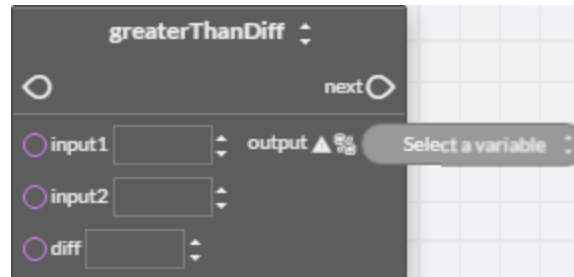 greaterThanDiff
next
input1 output Select a variable
input2
diff